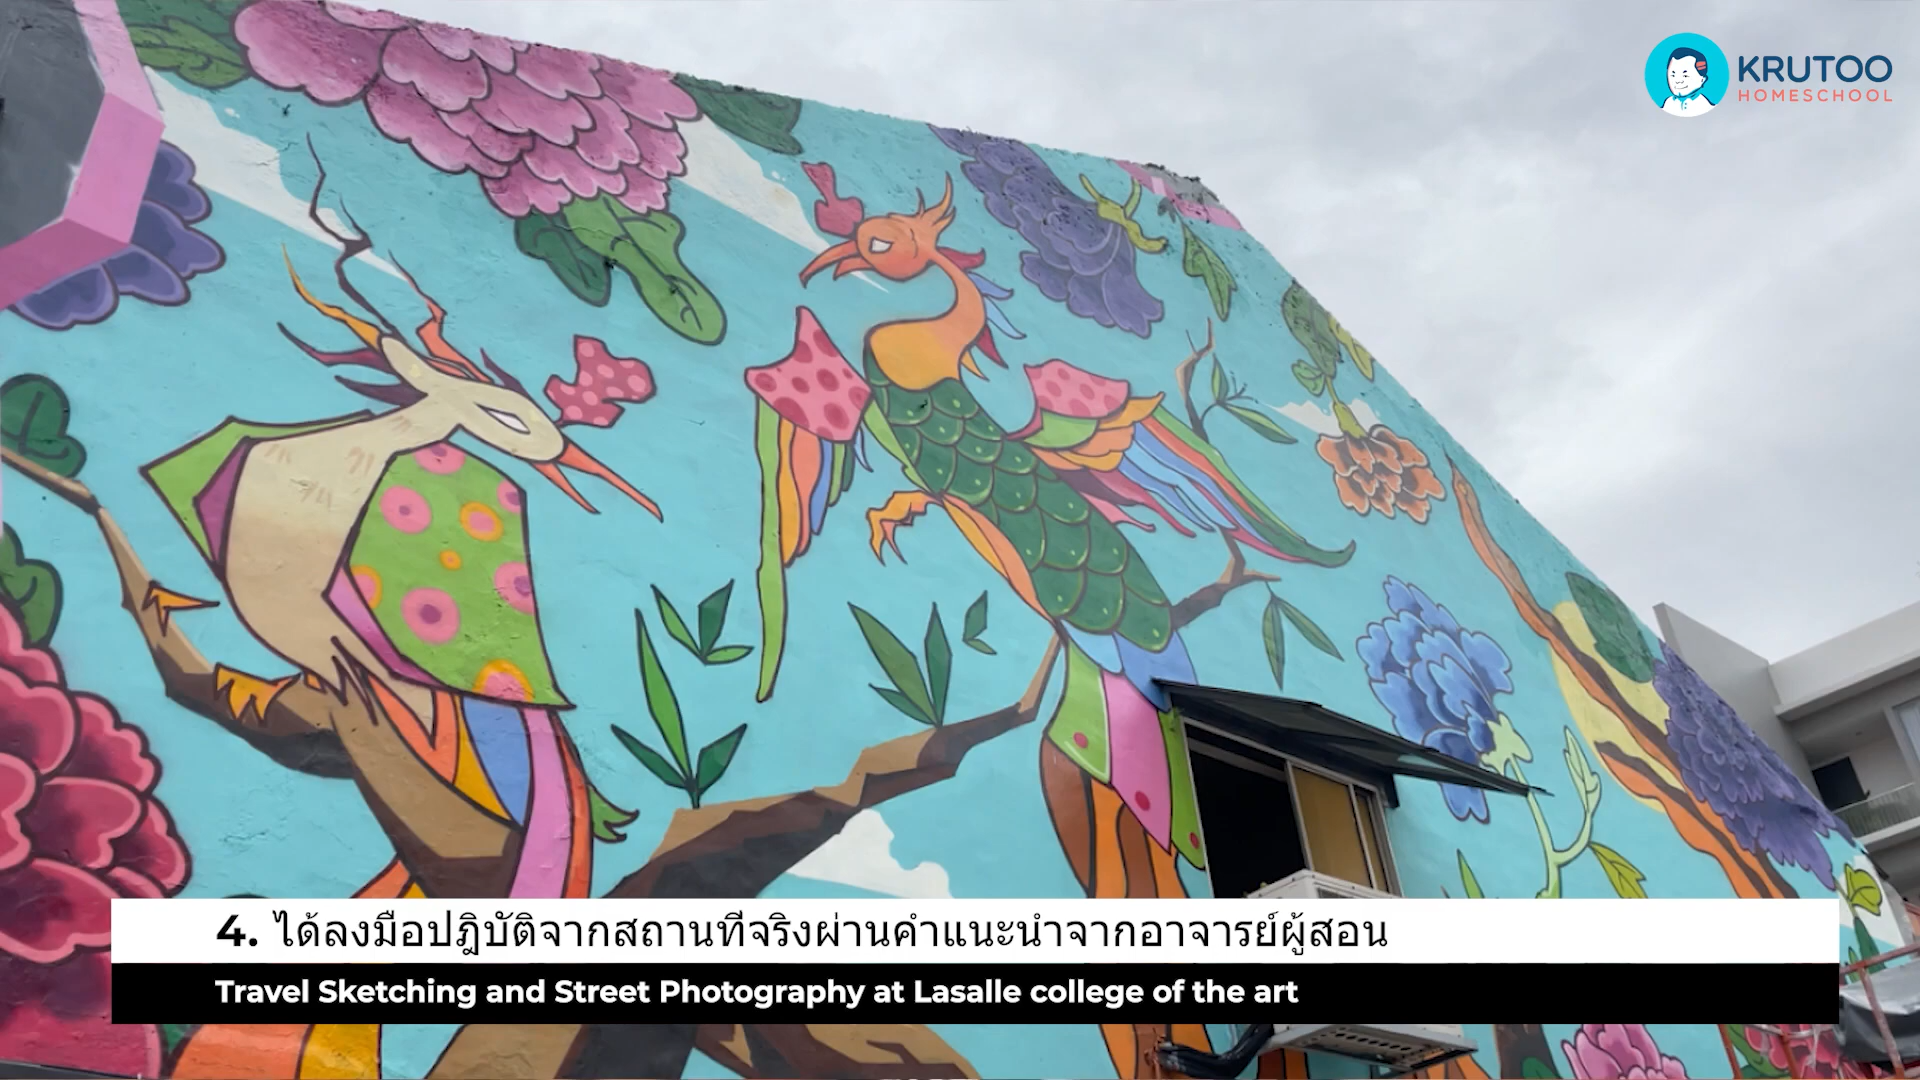 KRUTOO
HOMESCHOOL
4. ได้ลงมือปฎิบัติจากสถานที่จริงผ่านคำแนะนำจากอาจารย์ผู้สอน
Travel Sketching and Street Photography at Lasalle college of the art